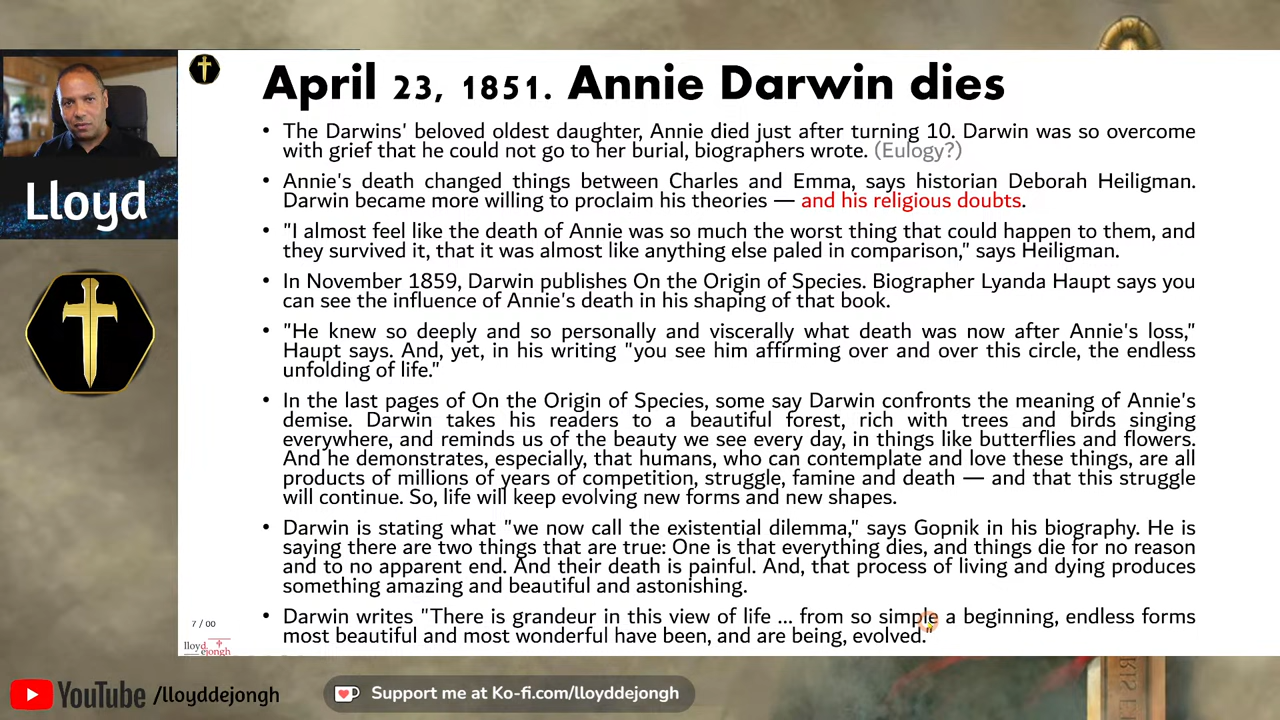 April 23, 1851. Annie Darwin dies
• The Darwins' beloved oldest daughter, Annie died just after turning 10. Darwin was so overcome
with grief that he could not go to her burial, biographers wrote. (Eulogy?)
• Annie's death changed things between Charles and Emma, says historian Deborah Heiligman.
Darwin became more willing to proclaim his theories — and his religious doubts.
• "I almost feel like the death of Annie was so much the worst thing that could happen to them, and
they survived it, that it was almost like anything else paled in comparison," says Heiligman.
• In November 1859, Darwin publishes On the Origin of Species. Biographer Lyanda Haupt says you
can see the influence of Annie's death in his shaping of that book.
• "He knew so deeply and so personally and viscerally what death was now after Annie's loss,"
Haupt says. And, yet, in his writing "you see him affirming over and over this circle, the endless
unfolding of life."
• In the last pages of On the Origin of Species, some say Darwin confronts the meaning of Annie's
demise. Darwin takes his readers to a beautiful forest, rich with trees and birds singing
everywhere, and reminds us of the beauty we see every day, in things like butterflies and flowers.
And he demonstrates, especially, that humans, who can contemplate and love these things, are all
products of millions of years of competition, struggle, famine and death — and that this struggle
will continue. So, life will keep evolving new forms and new shapes.
• Darwin is stating what "we now call the existential dilemma," says Gopnik in his biography. He is
saying there are two things that are true: One is that everything dies, and things die for no reason
and to no apparent end. And their death is painful. And, that process of living and dying produces
something amazing and beautiful and astonishing.
• Darwin writes "There is grandeur in this view of life ... from so simple a beginning, endless forms
most beautiful and most wonderful have been, and are being, evolved."
Lloyd
7 / 00
lloyd
ejongh
YouTube /lloyddejongh
Support me at Ko-fi.com/lloyddejongh